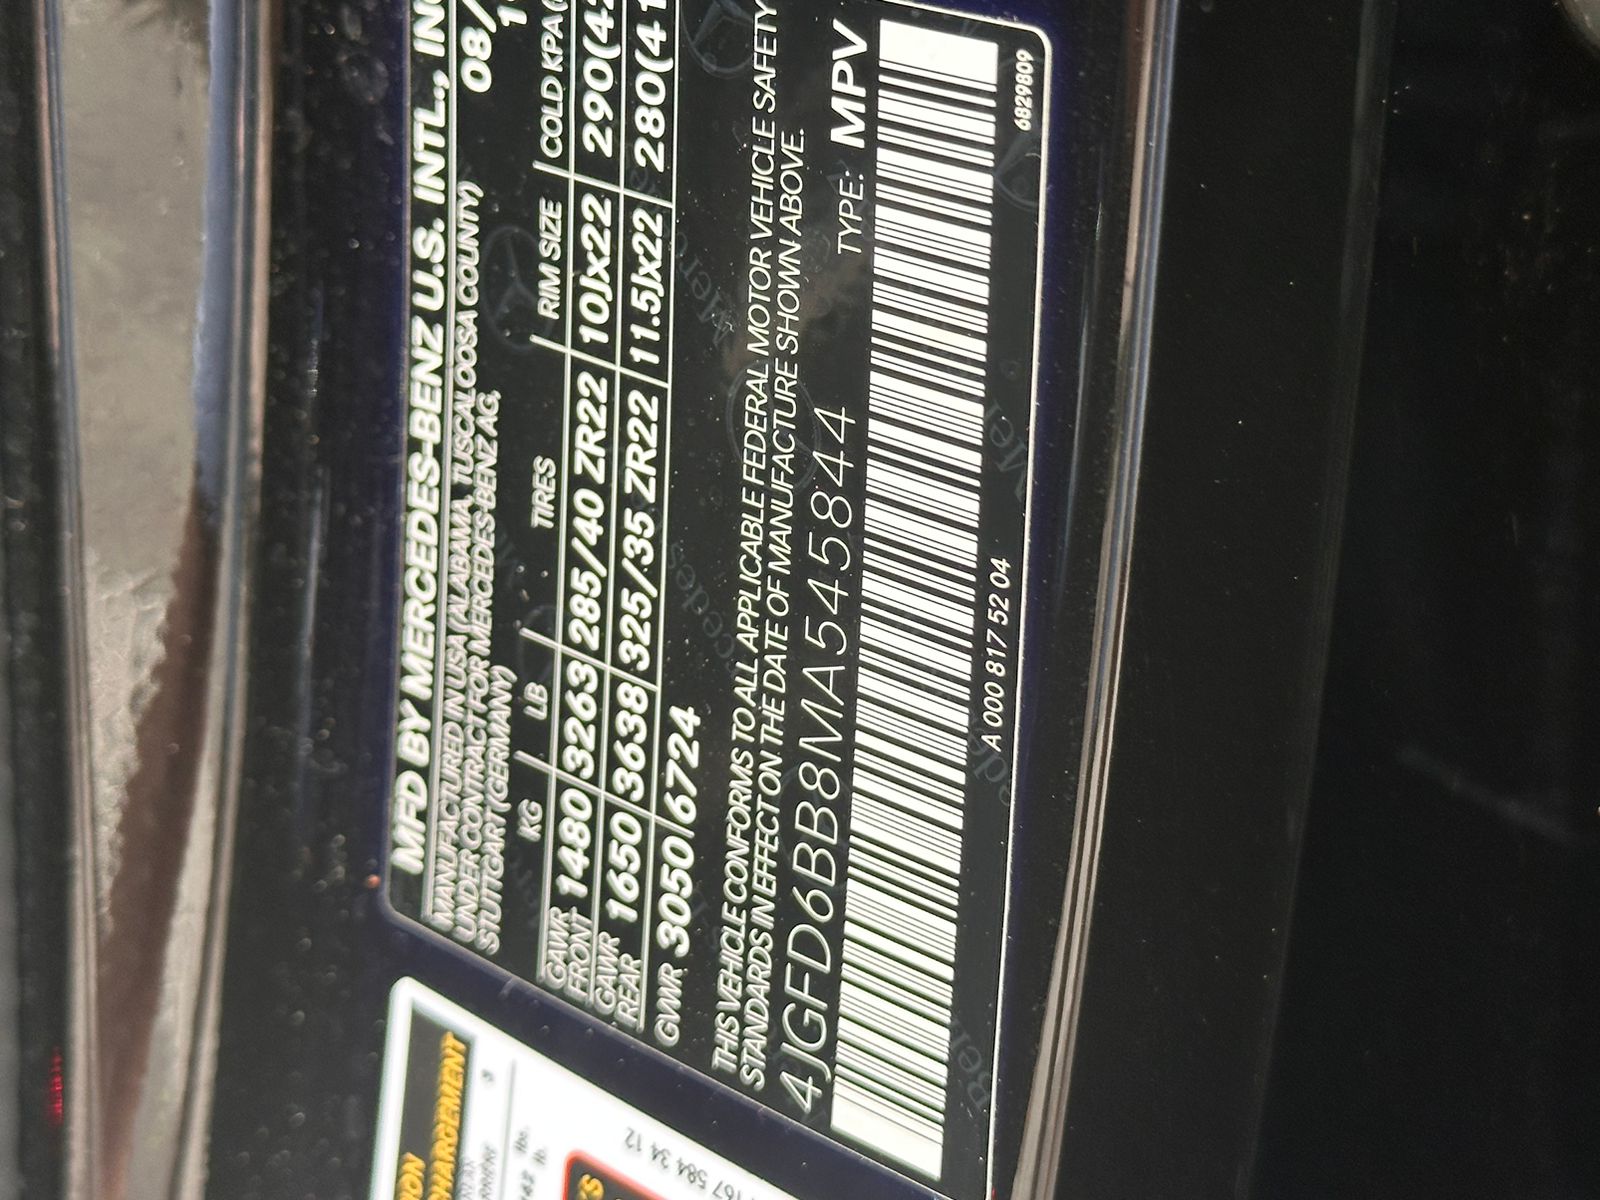 MFD BY MERCEDES-BENZ U.S. INTL., INC
08/
MANUFACTURED IN USA (ALABAMA, TUSCALOOSA COUNTY)
UNDER CONTRACT FOR MERCEDES-BENZ AG,
STUTTGART (GERMANY)
KG / LB TIRES / RIM SIZE / COLD KPA(
GAWR FRONT 1480 3263 285/40 ZR22 10Jx22 290(42
GAWR REAR 1650 3638 325/35 ZR22 11.5Jx22 280(41
GVWR 3050 6724
THIS VEHICLE CONFORMS TO ALL APPLICABLE FEDERAL MOTOR VEHICLE SAFETY
STANDARDS IN EFFECT ON THE DATE OF MANUFACTURE SHOWN ABOVE.
4JGFD6BB8MA545844 TYPE: MPV
A 000 817 52 04
6829809
CHARGEMENT
167 584 34 12